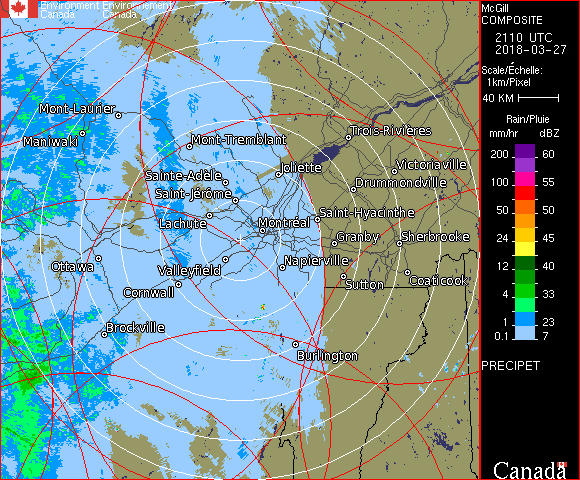 Environment Environnement
Canada Canada
McGill
COMPOSITE
2110 UTC
2018-03-27
Scale/Échelle:
1km/Pixel
40 KM
Rain/Pluie
mm/hr dBZ
200 60
100 55
50 50
24 45
12 40
4 33
1 23
0.1 7
PRECIPET
Canada
Mont-Laurier
Maniwaki
Mont-Tremblant
Trois-Rivières
Joliette
Victoriaville
Sainte-Adèle
Drummondville
Saint-Jérôme
Lachute
Montréal
Saint-Hyacinthe
Granby
Sherbrooke
Ottawa
Valleyfield
Napierville
Sutton
Coaticook
Cornwall
Brockville
Burlington